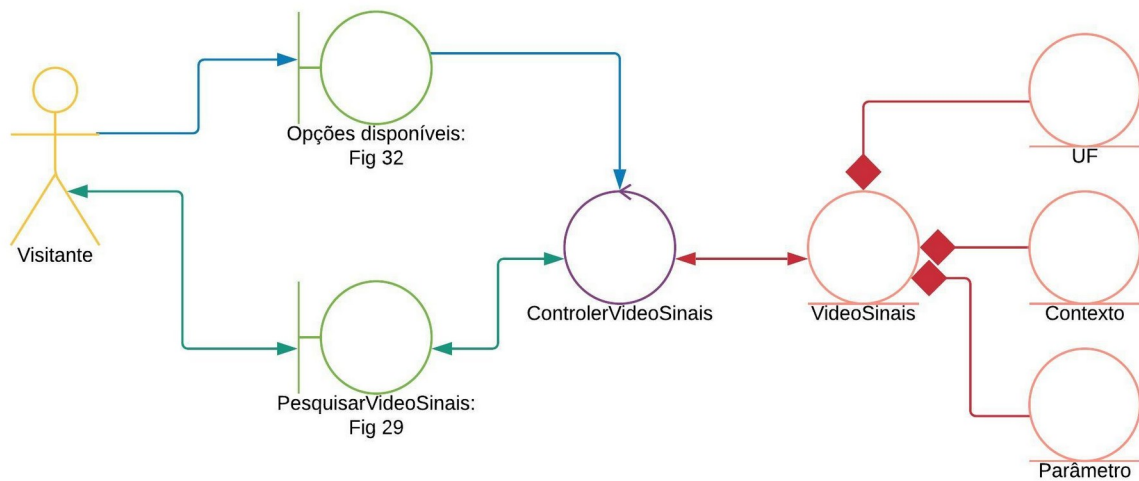 Opções disponíveis:
Fig 32
UF
Visitante
ControlerVideoSinais
VideoSinais
Contexto
PesquisarVideoSinais:
Fig 29
Parâmetro